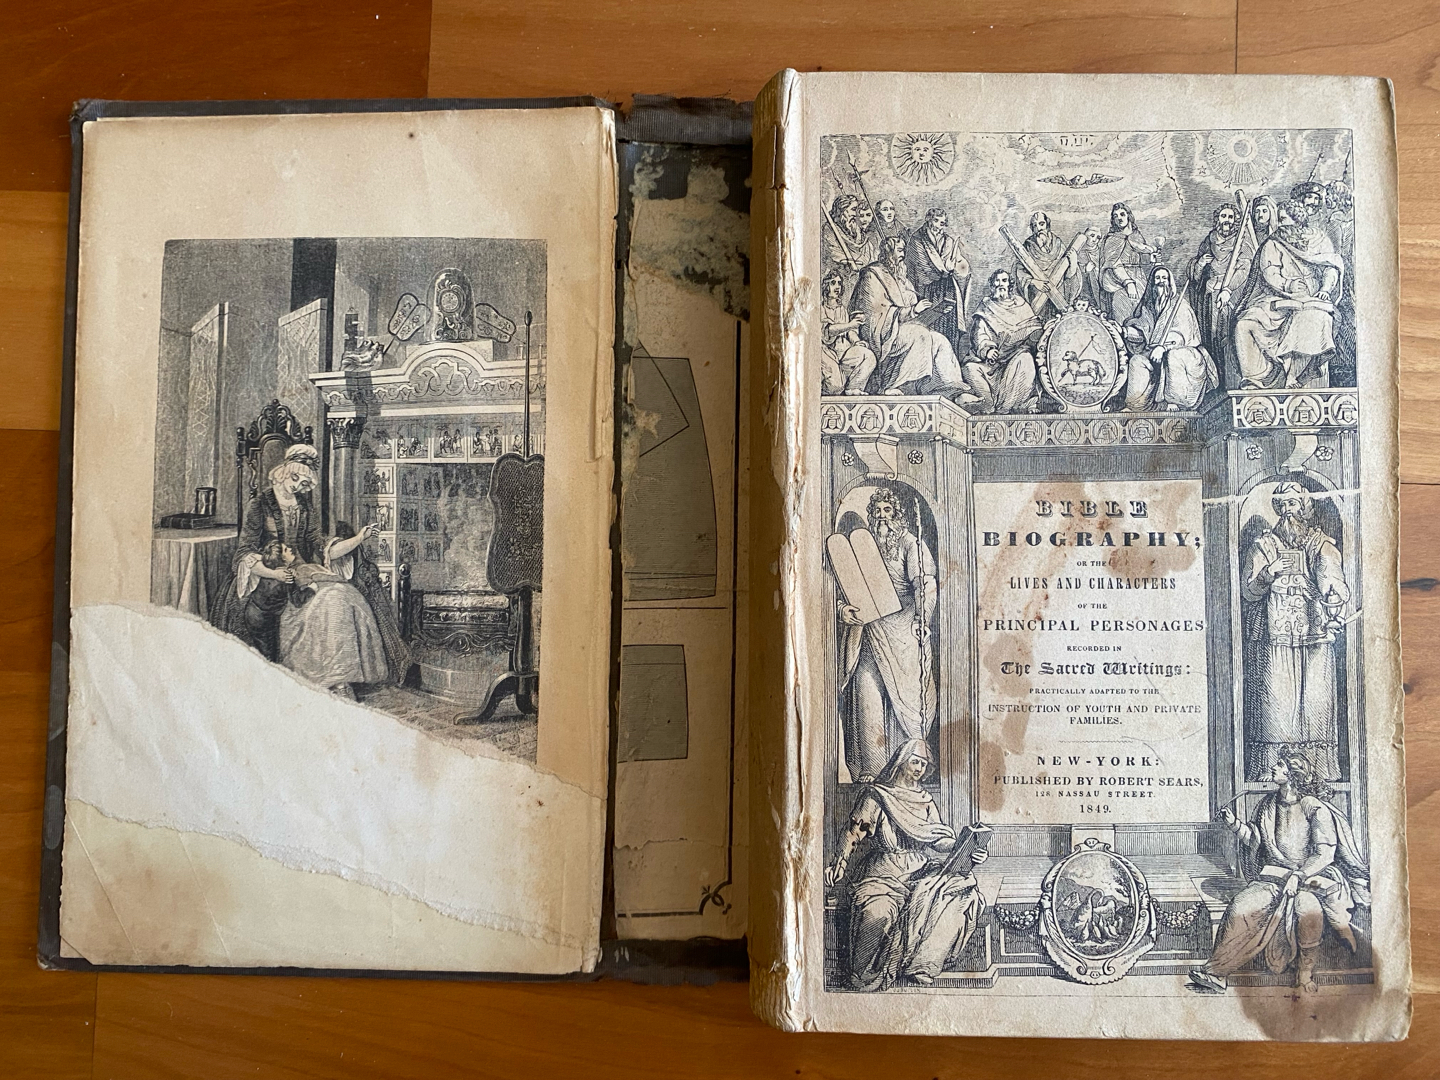 BIBLE
BIOGRAPHY;
OR THE
LIVES AND CHARACTERS
OF THE
PRINCIPAL PERSONAGES
RECORDED IN
The Sacred Writings:
PRACTICALLY ADAPTED TO THE
INSTRUCTION OF YOUTH AND PRIVATE
FAMILIES.
NEW-YORK:
PUBLISHED BY ROBERT SEARS,
128 NASSAU STREET.
1849.